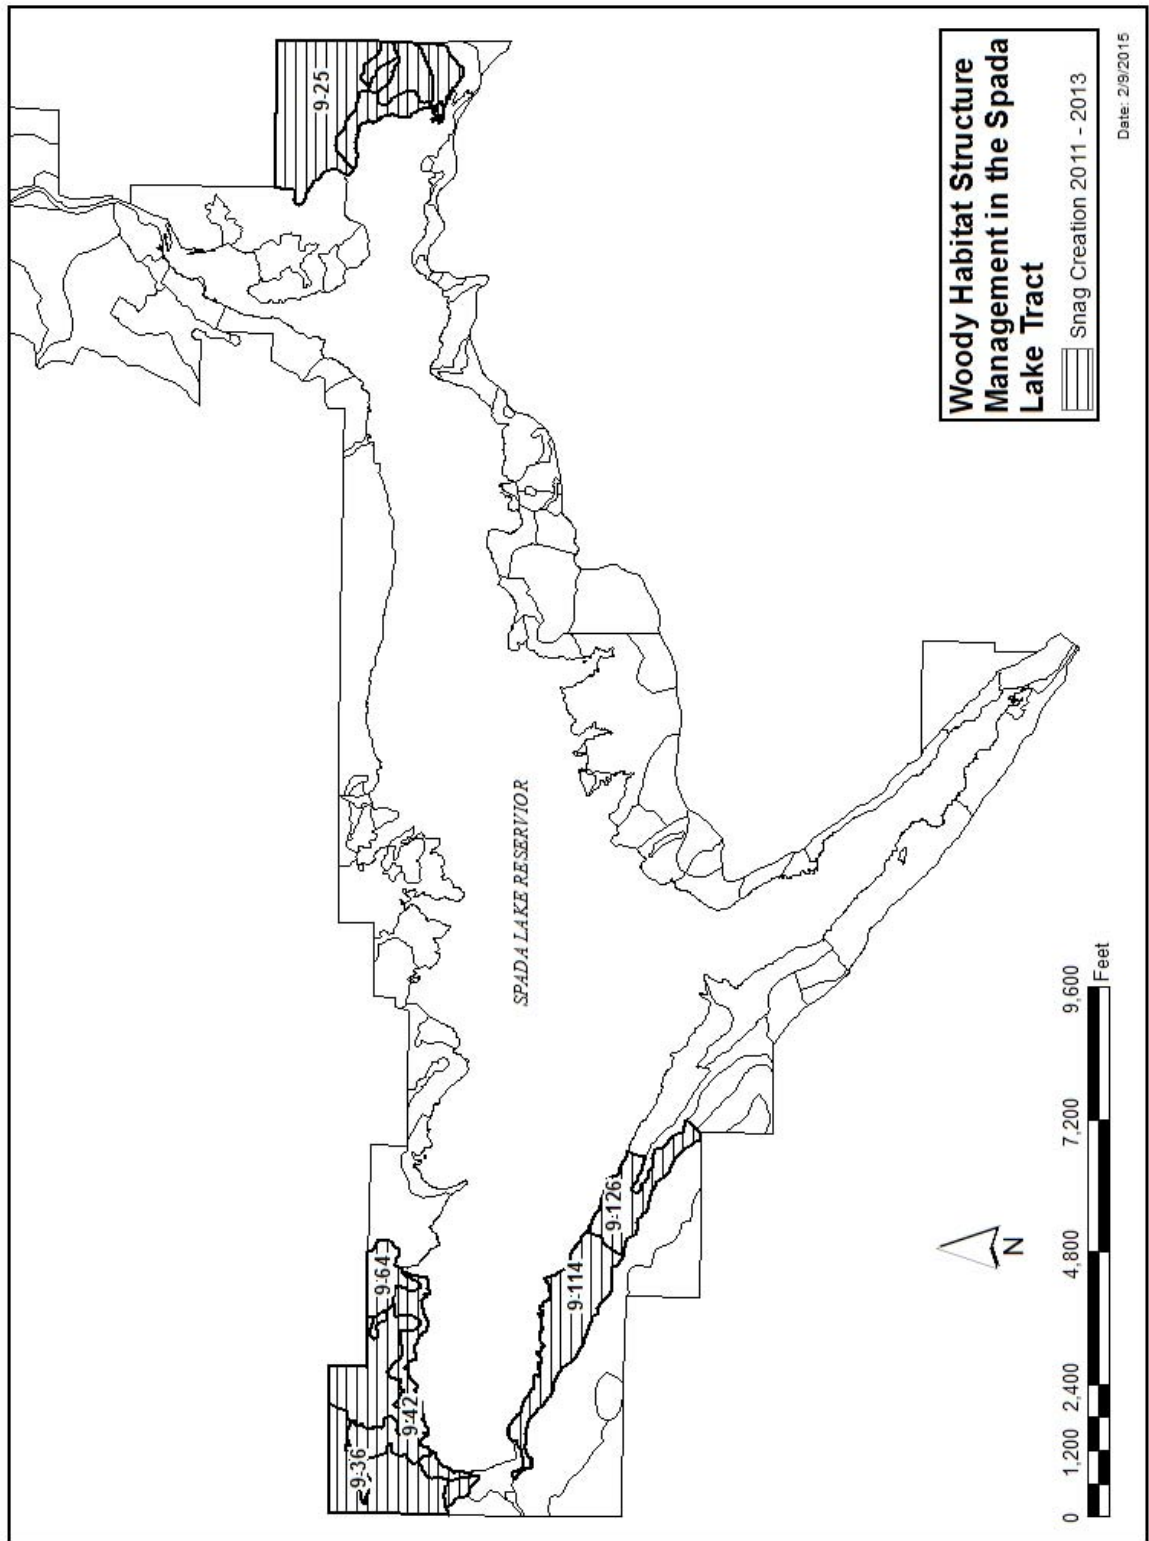 Woody Habitat Structure
Management in the Spada
Lake Tract
Snag Creation 2011 - 2013
Date: 2/9/2015
9-25
SPADA LAKE RESERVIOR
9-64
9-42
9-36
9-126
9-114
N
0 1,200 2,400 4,800 7,200 9,600
Feet